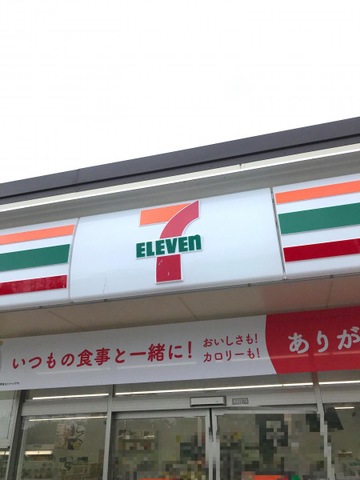 7
ELEVEn
いつもの食事と一緒に!
おいしさも!
カロリーも!
ありが